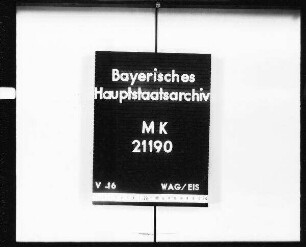 Bayerisches
Hauptstaatsarchiv
MK
21190
V .16 WAG/EIS